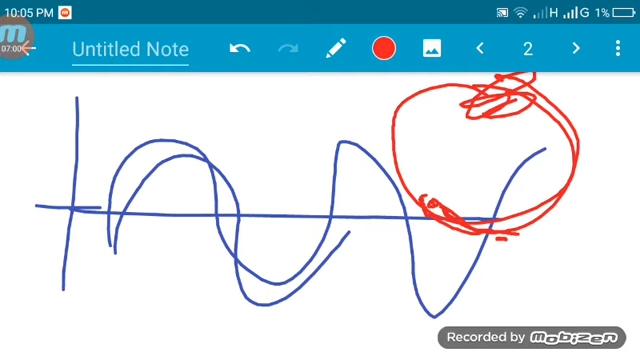 10:05 PM H G 1%
m
07:00
Untitled Note 2
Recorded by mobizen